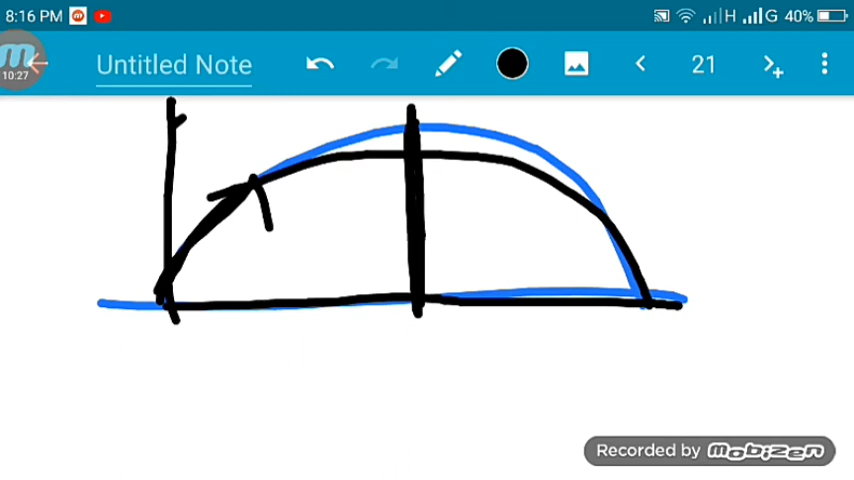 8:16 PM m H G 40%
m
10:27
Untitled Note 21
Recorded by mobizen